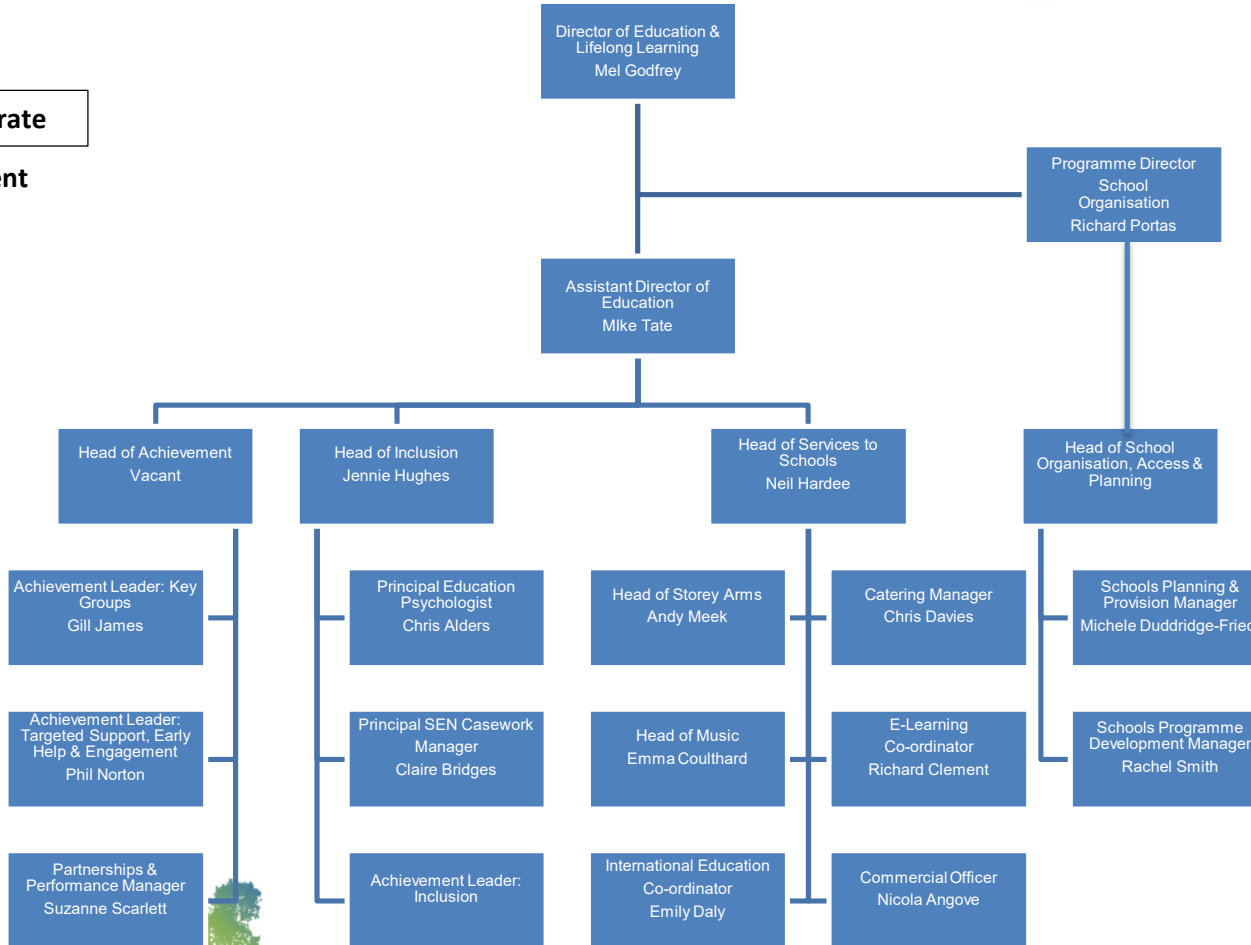 Director of Education &
Lifelong Learning
Mel Godfrey
rate
ent
Programme Director
School
Organisation
Richard Portas
Assistant Director of
Education
MIke Tate
Head of Achievement
Vacant
Head of Inclusion
Jennie Hughes
Head of Services to
Schools
Neil Hardee
Head of School
Organisation, Access &
Planning
Achievement Leader: Key
Groups
Gill James
Principal Education
Psychologist
Chris Alders
Head of Storey Arms
Andy Meek
Catering Manager
Chris Davies
Schools Planning &
Provision Manager
Michele Duddridge-Fried
Achievement Leader:
Targeted Support, Early
Help & Engagement
Phil Norton
Principal SEN Casework
Manager
Claire Bridges
Head of Music
Emma Coulthard
E-Learning
Co-ordinator
Richard Clement
Schools Programme
Development Manager
Rachel Smith
Partnerships &
Performance Manager
Suzanne Scarlett
Achievement Leader:
Inclusion
International Education
Co-ordinator
Emily Daly
Commercial Officer
Nicola Angove